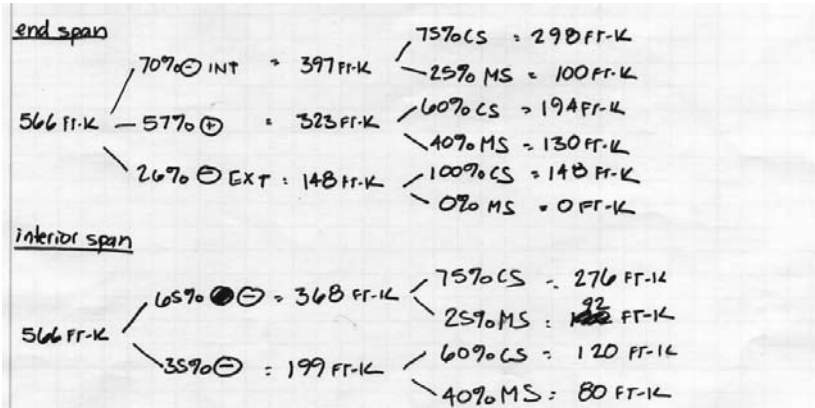 end span
75% CS = 298 FT-K
70% ⊖ INT = 397 FT-K
25% MS = 100 FT-K
60% CS = 194 FT-K
566 FT-K 57% ⊕ = 323 FT-K
40% MS = 130 FT-K
100% CS = 148 FT-K
26% ⊖ EXT = 148 FT-K
0% MS = 0 FT-K
interior span
75% CS = 276 FT-K
65% ⊖ = 368 FT-K
92
25% MS = FT-K
566 FT-K
60% CS = 120 FT-K
35% ⊖ = 199 FT-K
40% MS = 80 FT-K